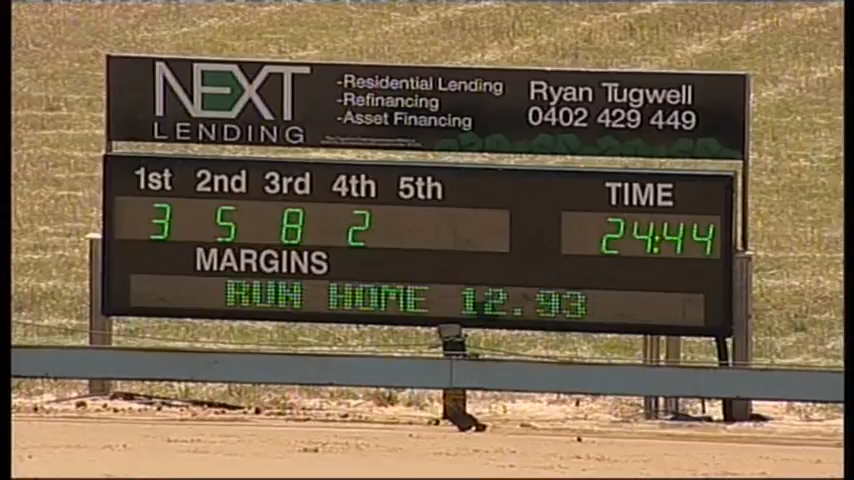 NEXT
LENDING
-Residential Lending
-Refinancing
-Asset Financing
Ryan Tugwell
0402 429 449
1st 2nd 3rd 4th 5th TIME
3 5 8 2 24:44
MARGINS
RUN HOME 12.93